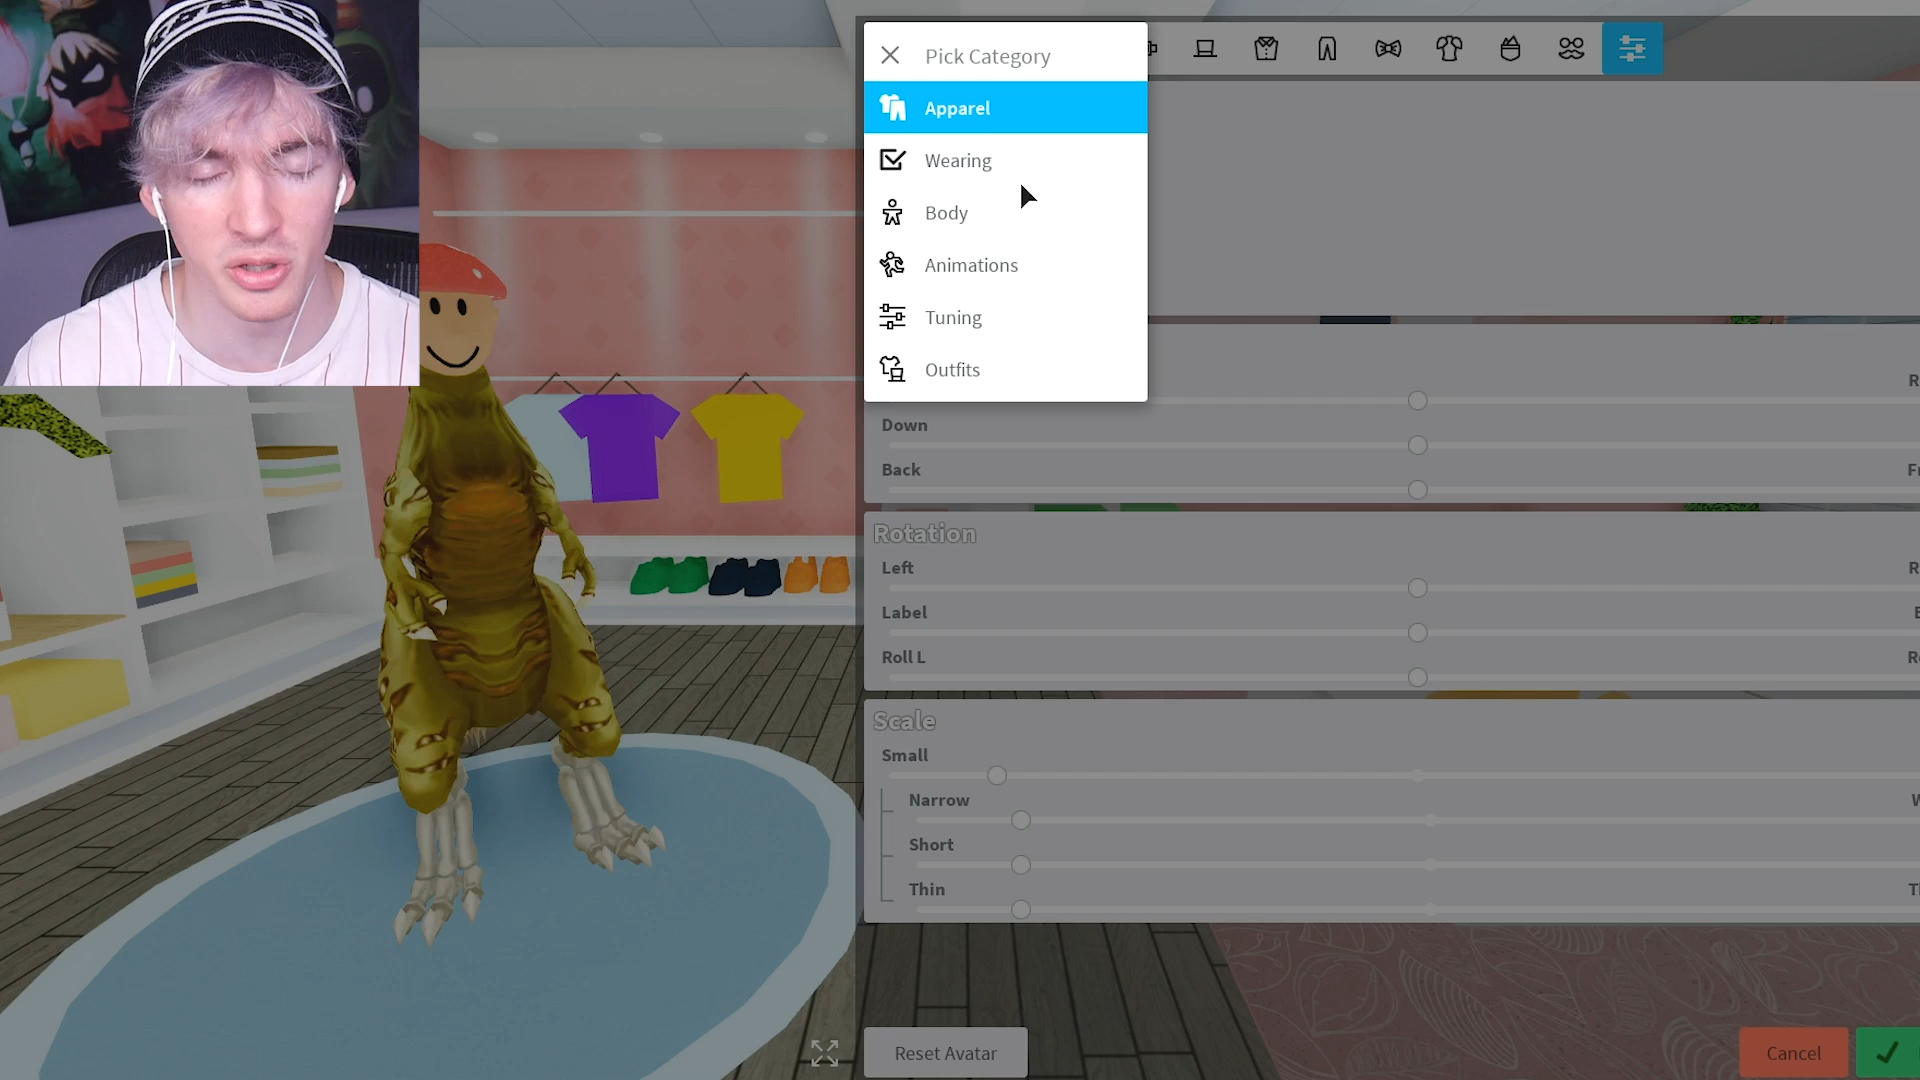 Pick Category
Apparel
Wearing
Body
Animations
Tuning
Outfits
Down
Back
Rotation
Left
Label
Roll L
Scale
Small
Narrow
Short
Thin
Reset Avatar
Cancel